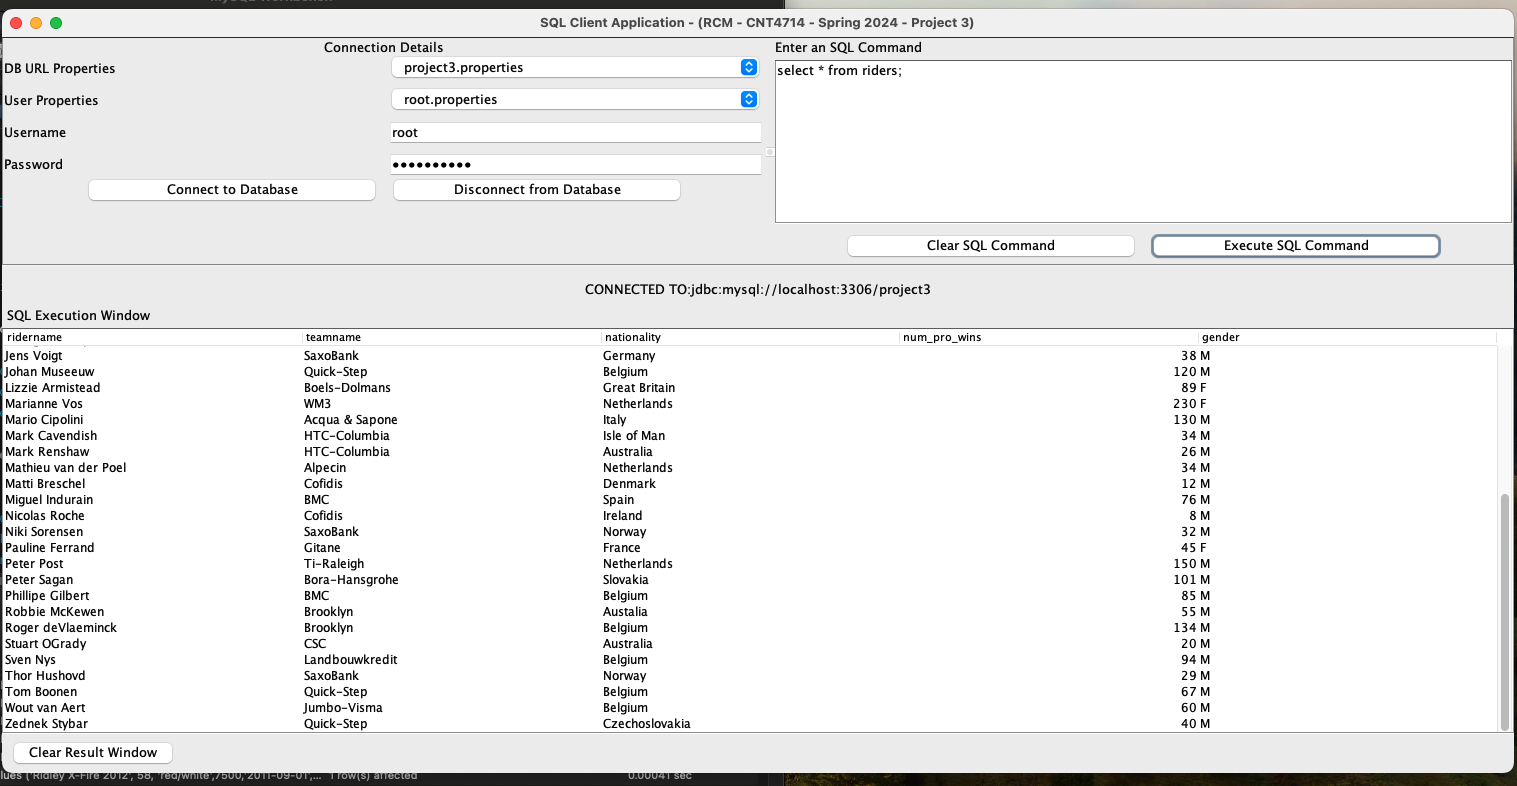 SQL Client Application - (RCM - CNT4714 - Spring 2024 - Project 3)
Connection Details
DB URL Properties
project3.properties
User Properties
root.properties
Username
root
Password
••••••••••
Connect to Database
Disconnect from Database
Enter an SQL Command
select * from riders;
Clear SQL Command
Execute SQL Command
CONNECTED TO:jdbc:mysql://localhost:3306/project3
SQL Execution Window
ridername teamname nationality num_pro_wins gender
Jens Voigt SaxoBank Germany 38 M
Johan Museeuw Quick-Step Belgium 120 M
Lizzie Armistead Boels-Dolmans Great Britain 89 F
Marianne Vos WM3 Netherlands 230 F
Mario Cipolini Acqua & Sapone Italy 130 M
Mark Cavendish HTC-Columbia Isle of Man 34 M
Mark Renshaw HTC-Columbia Australia 26 M
Mathieu van der Poel Alpecin Netherlands 34 M
Matti Breschel Cofidis Denmark 12 M
Miguel Indurain BMC Spain 76 M
Nicolas Roche Cofidis Ireland 8 M
Niki Sorensen SaxoBank Norway 32 M
Pauline Ferrand Gitane France 45 F
Peter Post Ti-Raleigh Netherlands 150 M
Peter Sagan Bora-Hansgrohe Slovakia 101 M
Phillipe Gilbert BMC Belgium 85 M
Robbie McKewen Brooklyn Austalia 55 M
Roger deVlaeminck Brooklyn Belgium 134 M
Stuart OGrady CSC Australia 20 M
Sven Nys Landbouwkredit Belgium 94 M
Thor Hushovd SaxoBank Norway 29 M
Tom Boonen Quick-Step Belgium 67 M
Wout van Aert Jumbo-Visma Belgium 60 M
Zednek Stybar Quick-Step Czechoslovakia 40 M
Clear Result Window
lues ('Ridley X-Fire 2012', 58, 'red/white',7500,'2011-09-01',... 1 row(s) affected 0.00041 sec